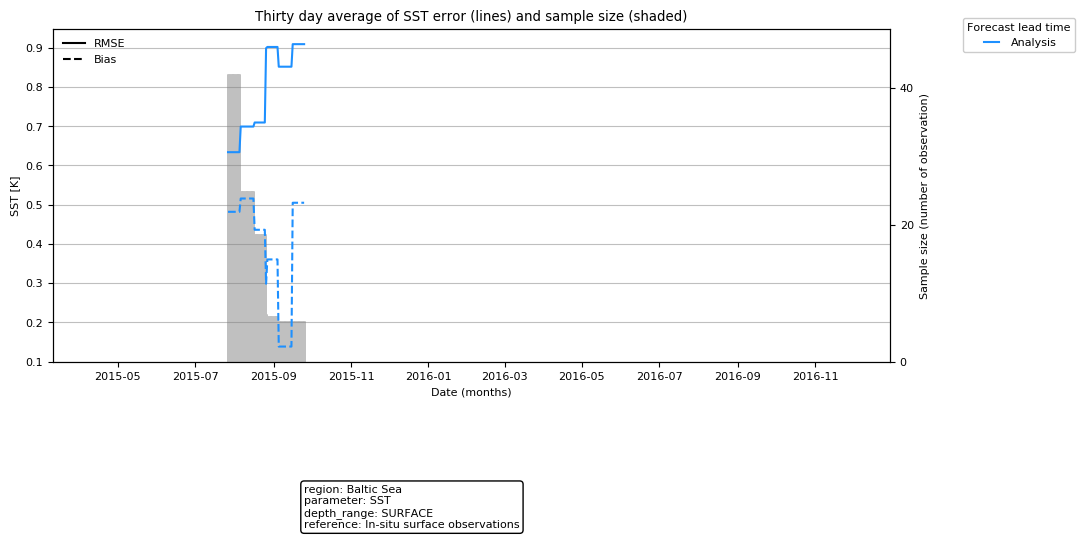 Thirty day average of SST error (lines) and sample size (shaded)
Forecast lead time
Analysis
RMSE
Bias
0.9
0.8
0.7
0.6
0.5
0.4
0.3
0.2
0.1
SST [K]
40
20
0
Sample size (number of observation)
2015-05 2015-07 2015-09 2015-11 2016-01 2016-03 2016-05 2016-07 2016-09 2016-11
Date (months)
region: Baltic Sea
parameter: SST
depth_range: SURFACE
reference: In-situ surface observations